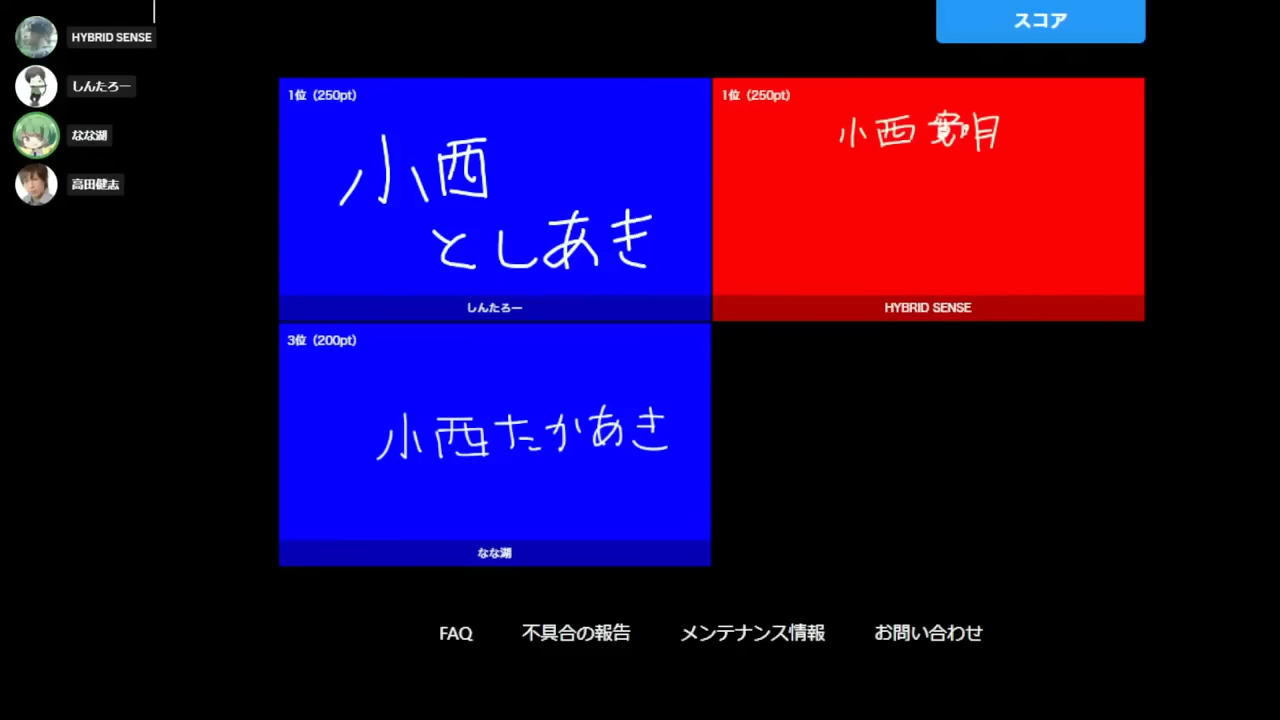 HYBRID SENSE
しんたろー
なな湖
高田健志
スコア
1位（250pt）
小西
としあき
しんたろー
1位（250pt）
小西寛明
HYBRID SENSE
3位（200pt）
小西たかあき
なな湖
FAQ
不具合の報告
メンテナンス情報
お問い合わせ